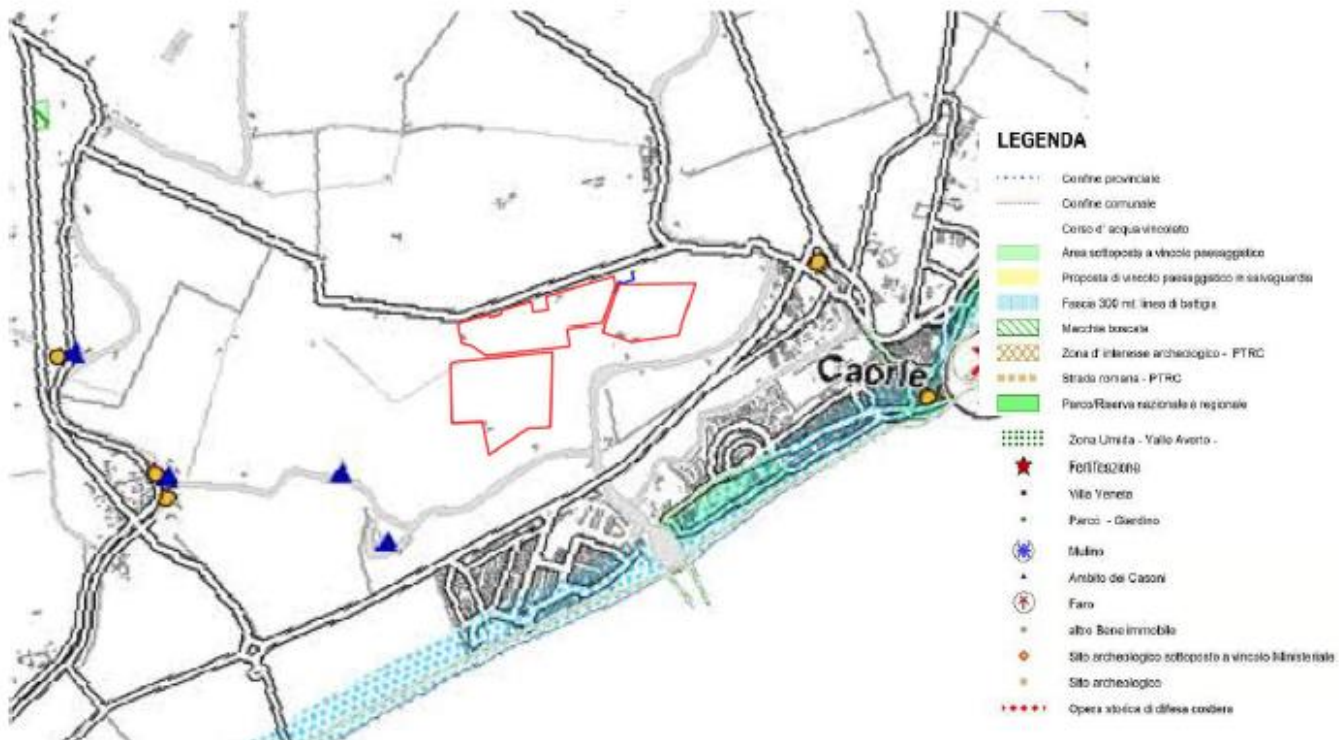 Caorle
LEGENDA
Confine provinciale
Confine comunale
Corso d' acqua vincolato
Area sottoposta a vincolo paesaggistico
Proposta di vincolo paesaggistico in salvaguardia
Fascia 300 mt. linea di battigia
Macchia boscata
Zona d' interesse archeologico - PTRC
Strada romana - PTRC
Parco/Riserva nazionale o regionale
Zona Umida - Valle Averto -
Fortificazione
Villa Veneta
Parco - Giardino
Mulino
Ambito dei Casoni
Faro
altro Bene immobile
Sito archeologico sottoposto a vincolo Ministeriale
Sito archeologico
Opera storica di difesa costiera